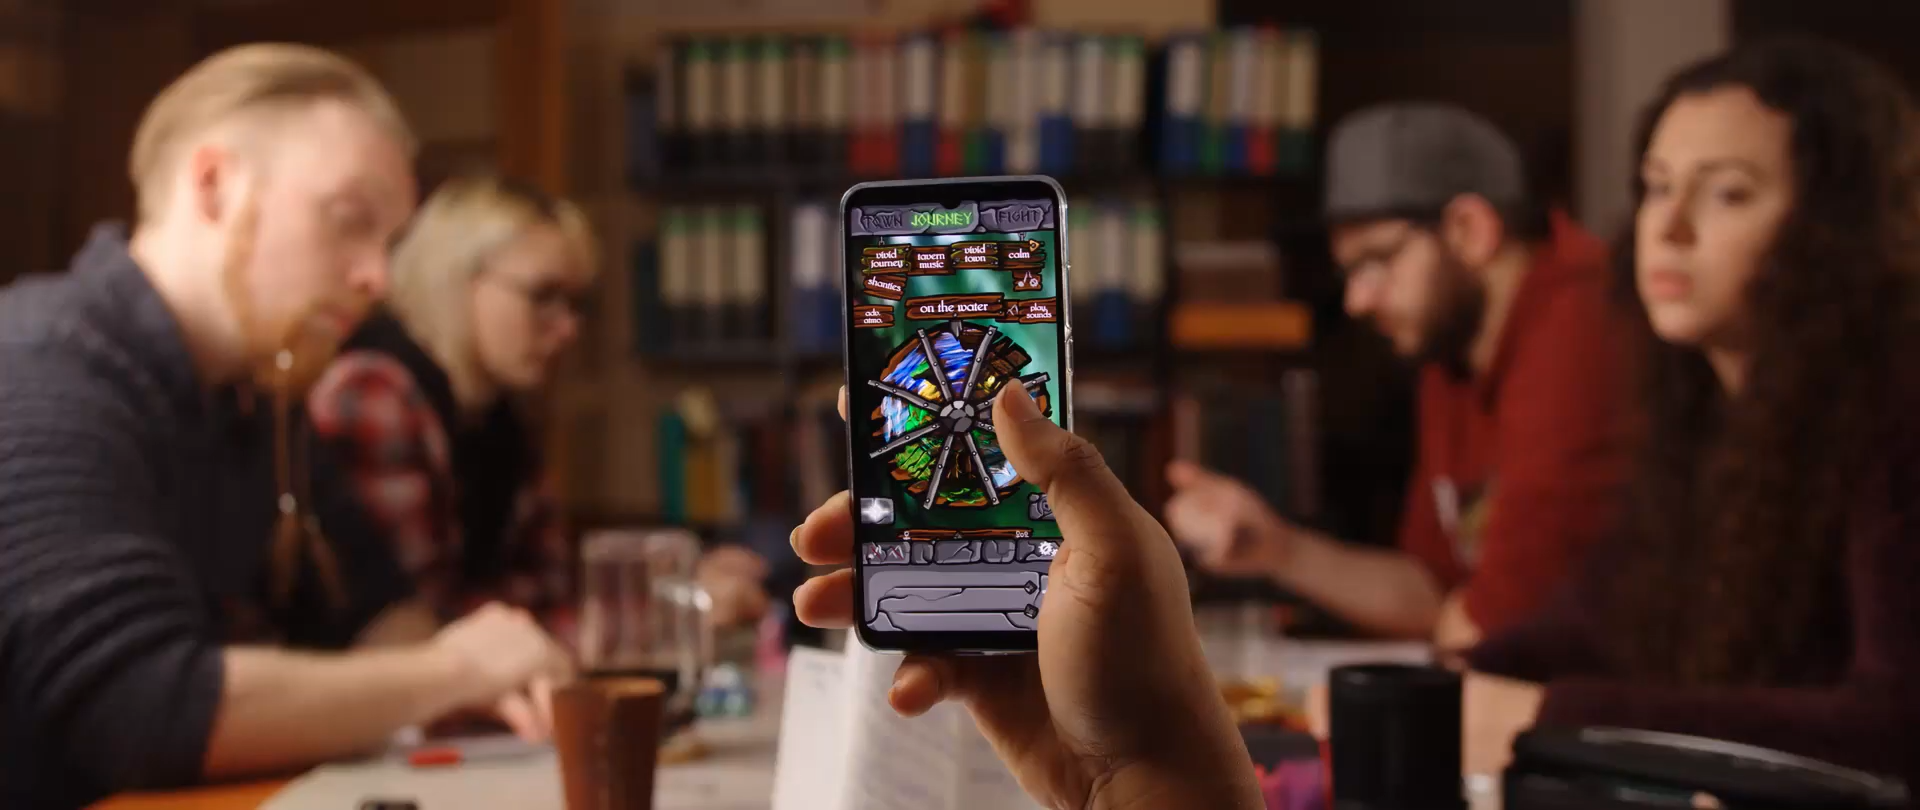 TOWN JOURNEY FIGHT
vivid journey
tavern music
vivid town
calm
shanties
on the water
adv. atmo.
play sounds